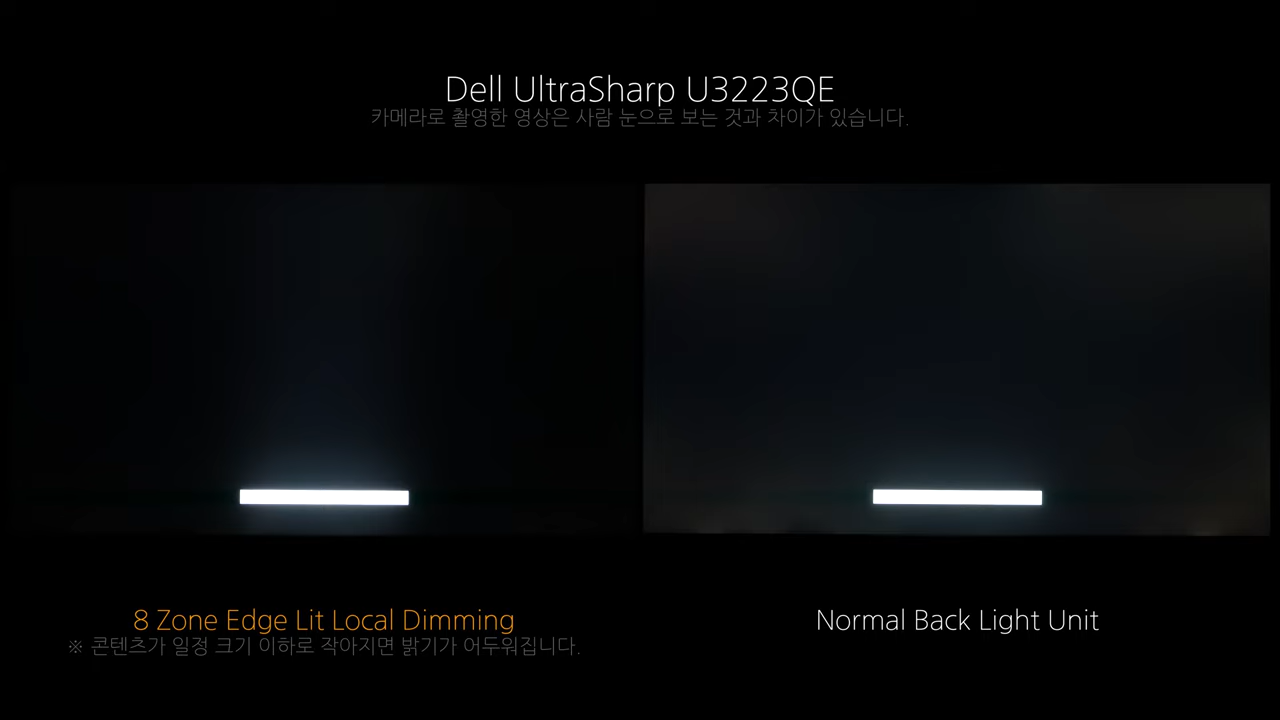 Dell UltraSharp U3223QE
카메라로 촬영한 영상은 사람 눈으로 보는 것과 차이가 있습니다.
8 Zone Edge Lit Local Dimming
※ 콘텐츠가 일정 크기 이하로 작아지면 밝기가 어두워집니다.
Normal Back Light Unit